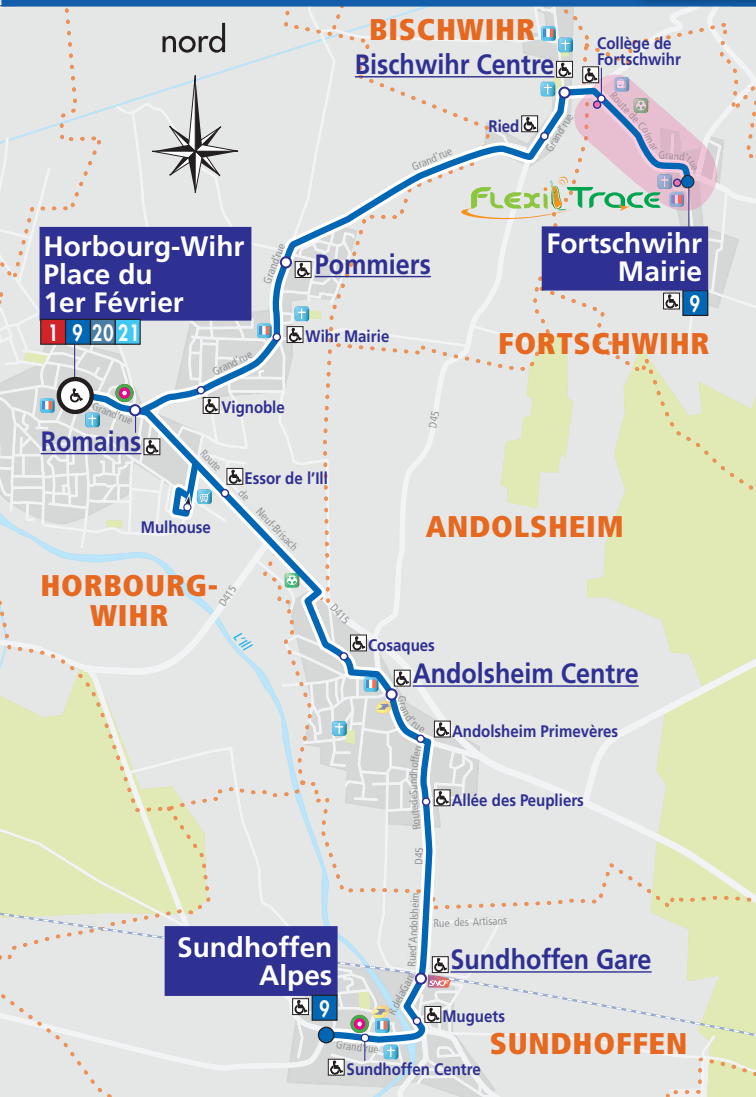 nord
BISCHWIHR
Bischwihr Centre
Collège de
Fortschwihr
Ried
Grand'rue
Route de Colmar
Grand'rue
Grand'rue
Flexi Trace
Fortschwihr
Mairie
9
Horbourg-Wihr
Place du
1er Février
1 9 20 21
Grand'rue
Pommiers
FORTSCHWIHR
Wihr Mairie
Grand'rue
Vignoble
Grand'rue
Romains
D45
Route de Neuf-Brisach
Essor de l'Ill
Mulhouse
ANDOLSHEIM
HORBOURG-
WIHR
D415
D415
L'Ill
Cosaques
Andolsheim Centre
Grand'rue
Andolsheim Primevères
Route de Sundhoffen
Allée des Peupliers
D45
Rue d'Andolsheim
Rue des Artisans
Sundhoffen
Alpes
9
Sundhoffen Gare
SNCF
R. de la Gare
Muguets
SUNDHOFFEN
Grand'rue
Sundhoffen Centre